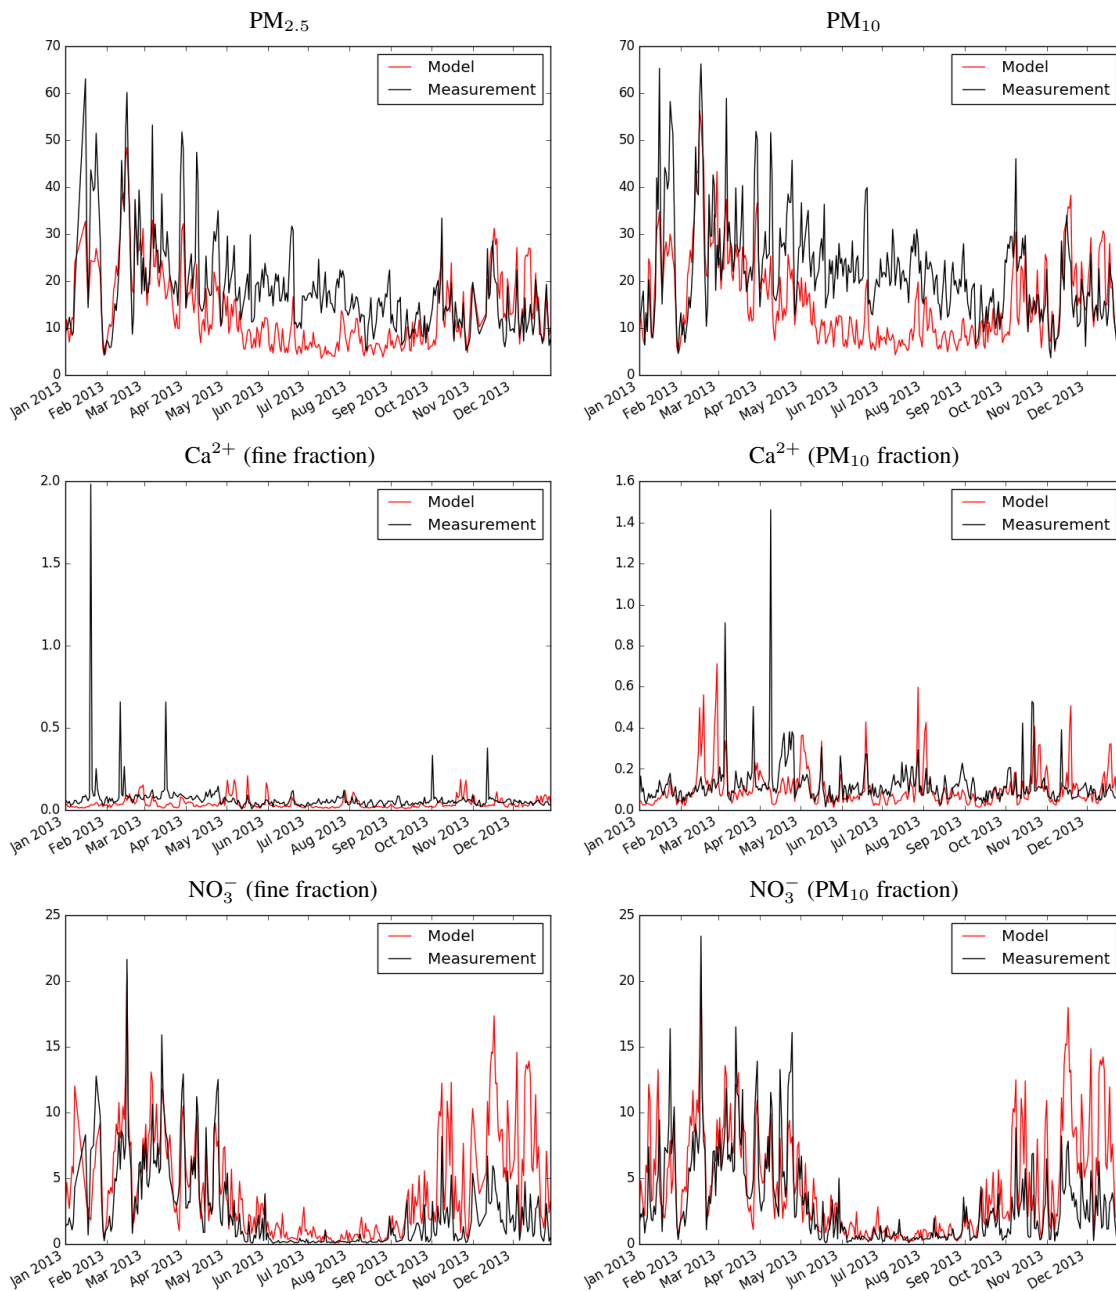 PM₂.₅
70
60
50
40
30
20
10
0
Model
Measurement
Jan 2013 Feb 2013 Mar 2013 Apr 2013 May 2013 Jun 2013 Jul 2013 Aug 2013 Sep 2013 Oct 2013 Nov 2013 Dec 2013
PM₁₀
70
60
50
40
30
20
10
0
Model
Measurement
Jan 2013 Feb 2013 Mar 2013 Apr 2013 May 2013 Jun 2013 Jul 2013 Aug 2013 Sep 2013 Oct 2013 Nov 2013 Dec 2013
Ca²⁺ (fine fraction)
2.0
1.5
1.0
0.5
0.0
Model
Measurement
Jan 2013 Feb 2013 Mar 2013 Apr 2013 May 2013 Jun 2013 Jul 2013 Aug 2013 Sep 2013 Oct 2013 Nov 2013 Dec 2013
Ca²⁺ (PM₁₀ fraction)
1.6
1.4
1.2
1.0
0.8
0.6
0.4
0.2
0.0
Model
Measurement
Jan 2013 Feb 2013 Mar 2013 Apr 2013 May 2013 Jun 2013 Jul 2013 Aug 2013 Sep 2013 Oct 2013 Nov 2013 Dec 2013
NO₃⁻ (fine fraction)
25
20
15
10
5
0
Model
Measurement
Jan 2013 Feb 2013 Mar 2013 Apr 2013 May 2013 Jun 2013 Jul 2013 Aug 2013 Sep 2013 Oct 2013 Nov 2013 Dec 2013
NO₃⁻ (PM₁₀ fraction)
25
20
15
10
5
0
Model
Measurement
Jan 2013 Feb 2013 Mar 2013 Apr 2013 May 2013 Jun 2013 Jul 2013 Aug 2013 Sep 2013 Oct 2013 Nov 2013 Dec 2013